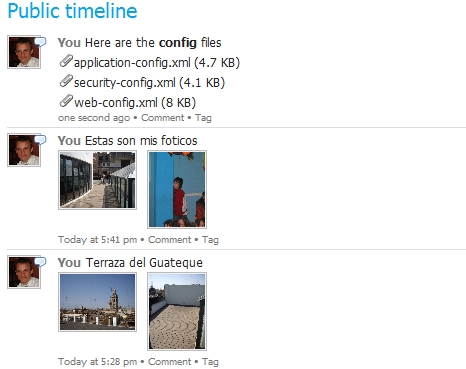 Public timeline
You Here are the config files
application-config.xml (4.7 KB)
security-config.xml (4.1 KB)
web-config.xml (8 KB)
one second ago • Comment • Tag
You Estas son mis foticos
Today at 5:41 pm • Comment • Tag
You Terraza del Guateque
Today at 5:28 pm • Comment • Tag